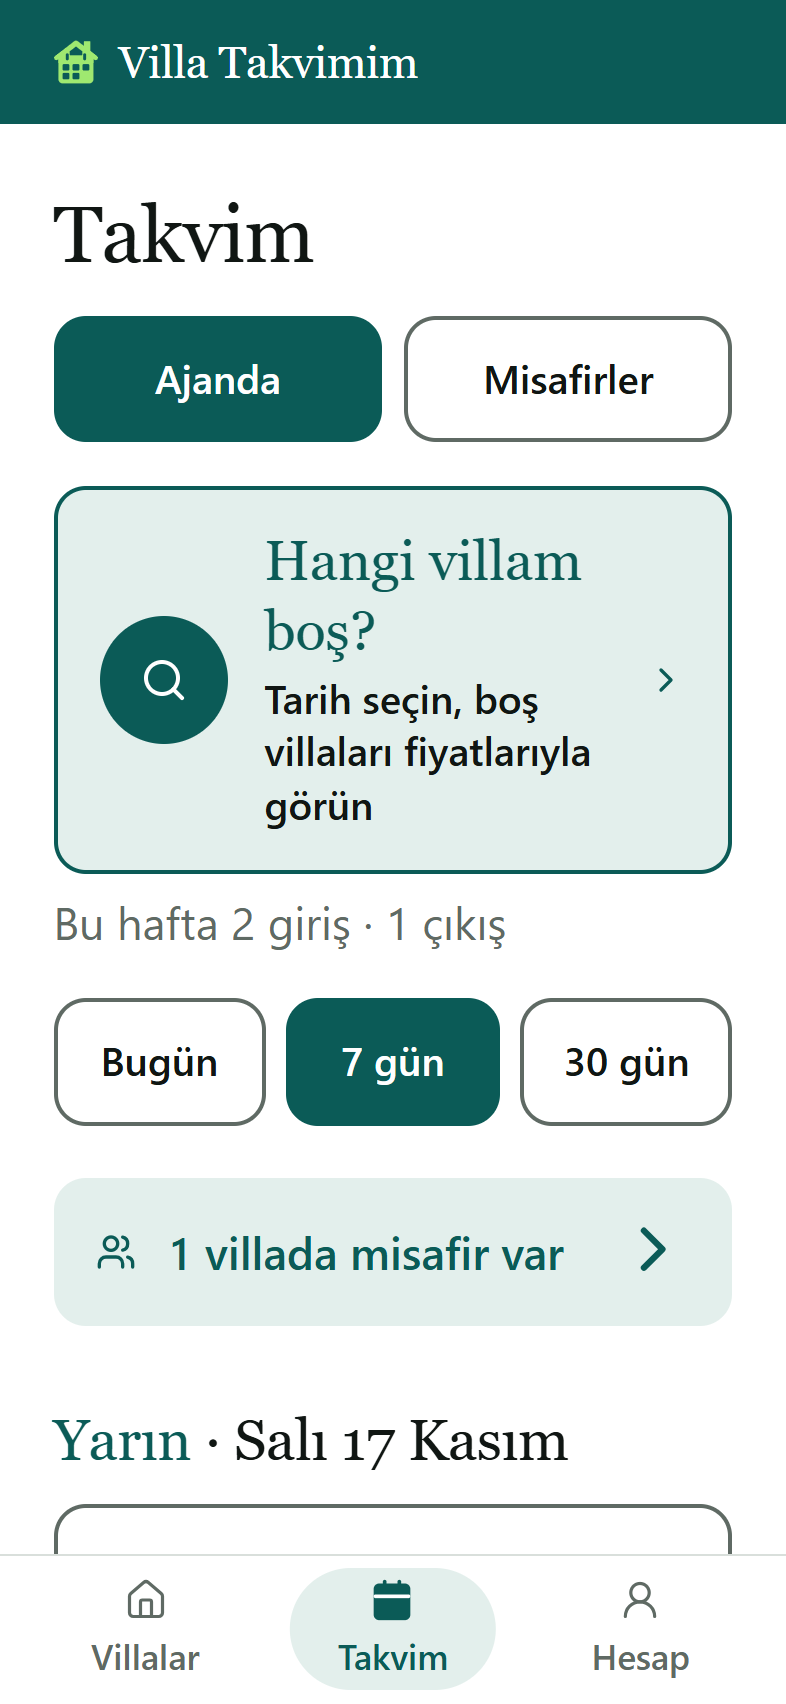 Villa Takvimim
Takvim
Ajanda
Misafirler
Hangi villam
boş?
Tarih seçin, boş
villaları fiyatlarıyla
görün
Bu hafta 2 giriş · 1 çıkış
Bugün
7 gün
30 gün
1 villada misafir var
Yarın · Salı 17 Kasım
Villalar
Takvim
Hesap